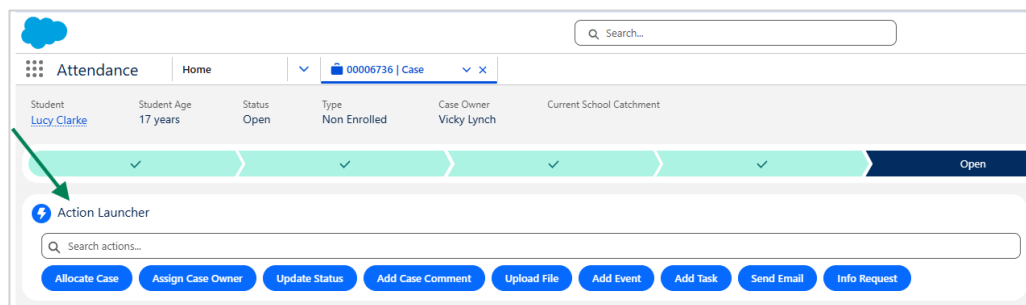 Search...
Attendance Home 00006736 | Case
Student Student Age Status Type Case Owner Current School Catchment
Lucy Clarke 17 years Open Non Enrolled Vicky Lynch
Open
Action Launcher
Search actions...
Allocate Case Assign Case Owner Update Status Add Case Comment Upload File Add Event Add Task Send Email Info Request